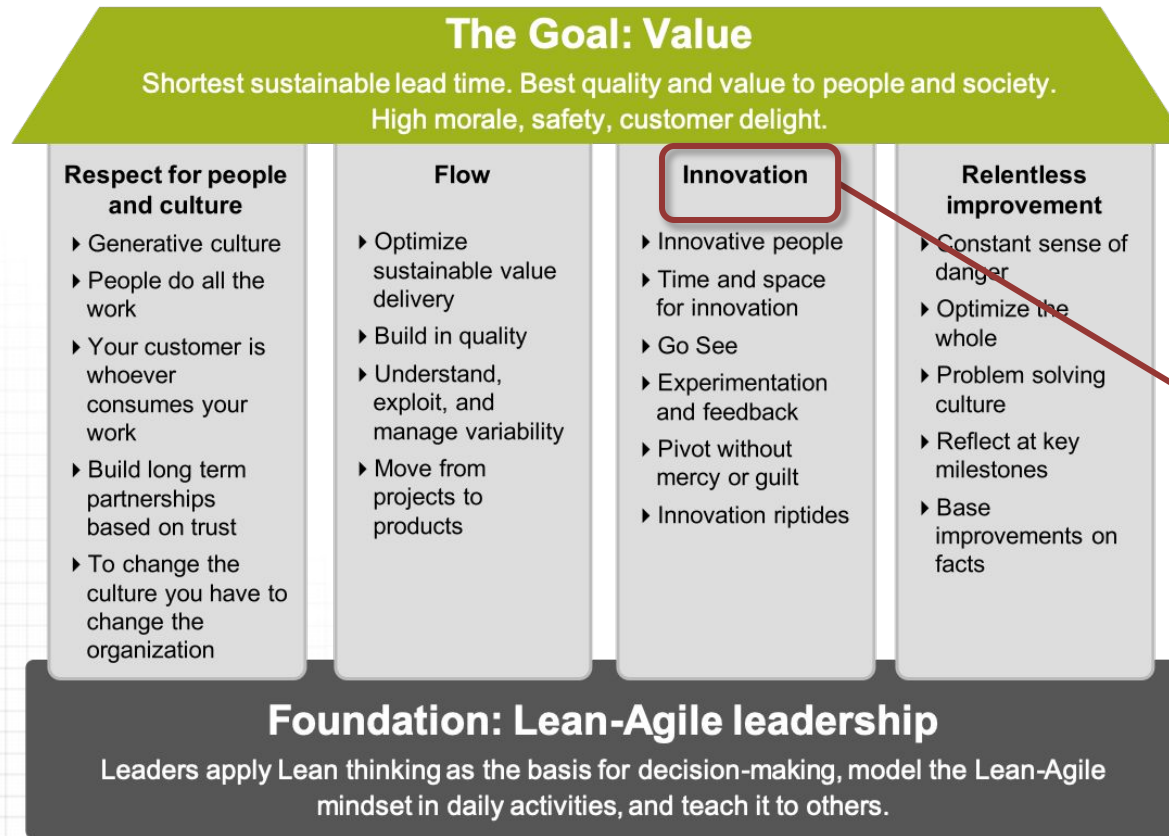 The Goal: Value
Shortest sustainable lead time. Best quality and value to people and society.
High morale, safety, customer delight.
Respect for people
and culture
Generative culture
People do all the
work
Your customer is
whoever
consumes your
work
Build long term
partnerships
based on trust
To change the
culture you have to
change the
organization
Flow
Optimize
sustainable value
delivery
Build in quality
Understand,
exploit, and
manage variability
Move from
projects to
products
Innovation
Innovative people
Time and space
for innovation
Go See
Experimentation
and feedback
Pivot without
mercy or guilt
Innovation riptides
Relentless
improvement
Constant sense of
danger
Optimize the
whole
Problem solving
culture
Reflect at key
milestones
Base
improvements on
facts
Foundation: Lean-Agile leadership
Leaders apply Lean thinking as the basis for decision-making, model the Lean-Agile
mindset in daily activities, and teach it to others.